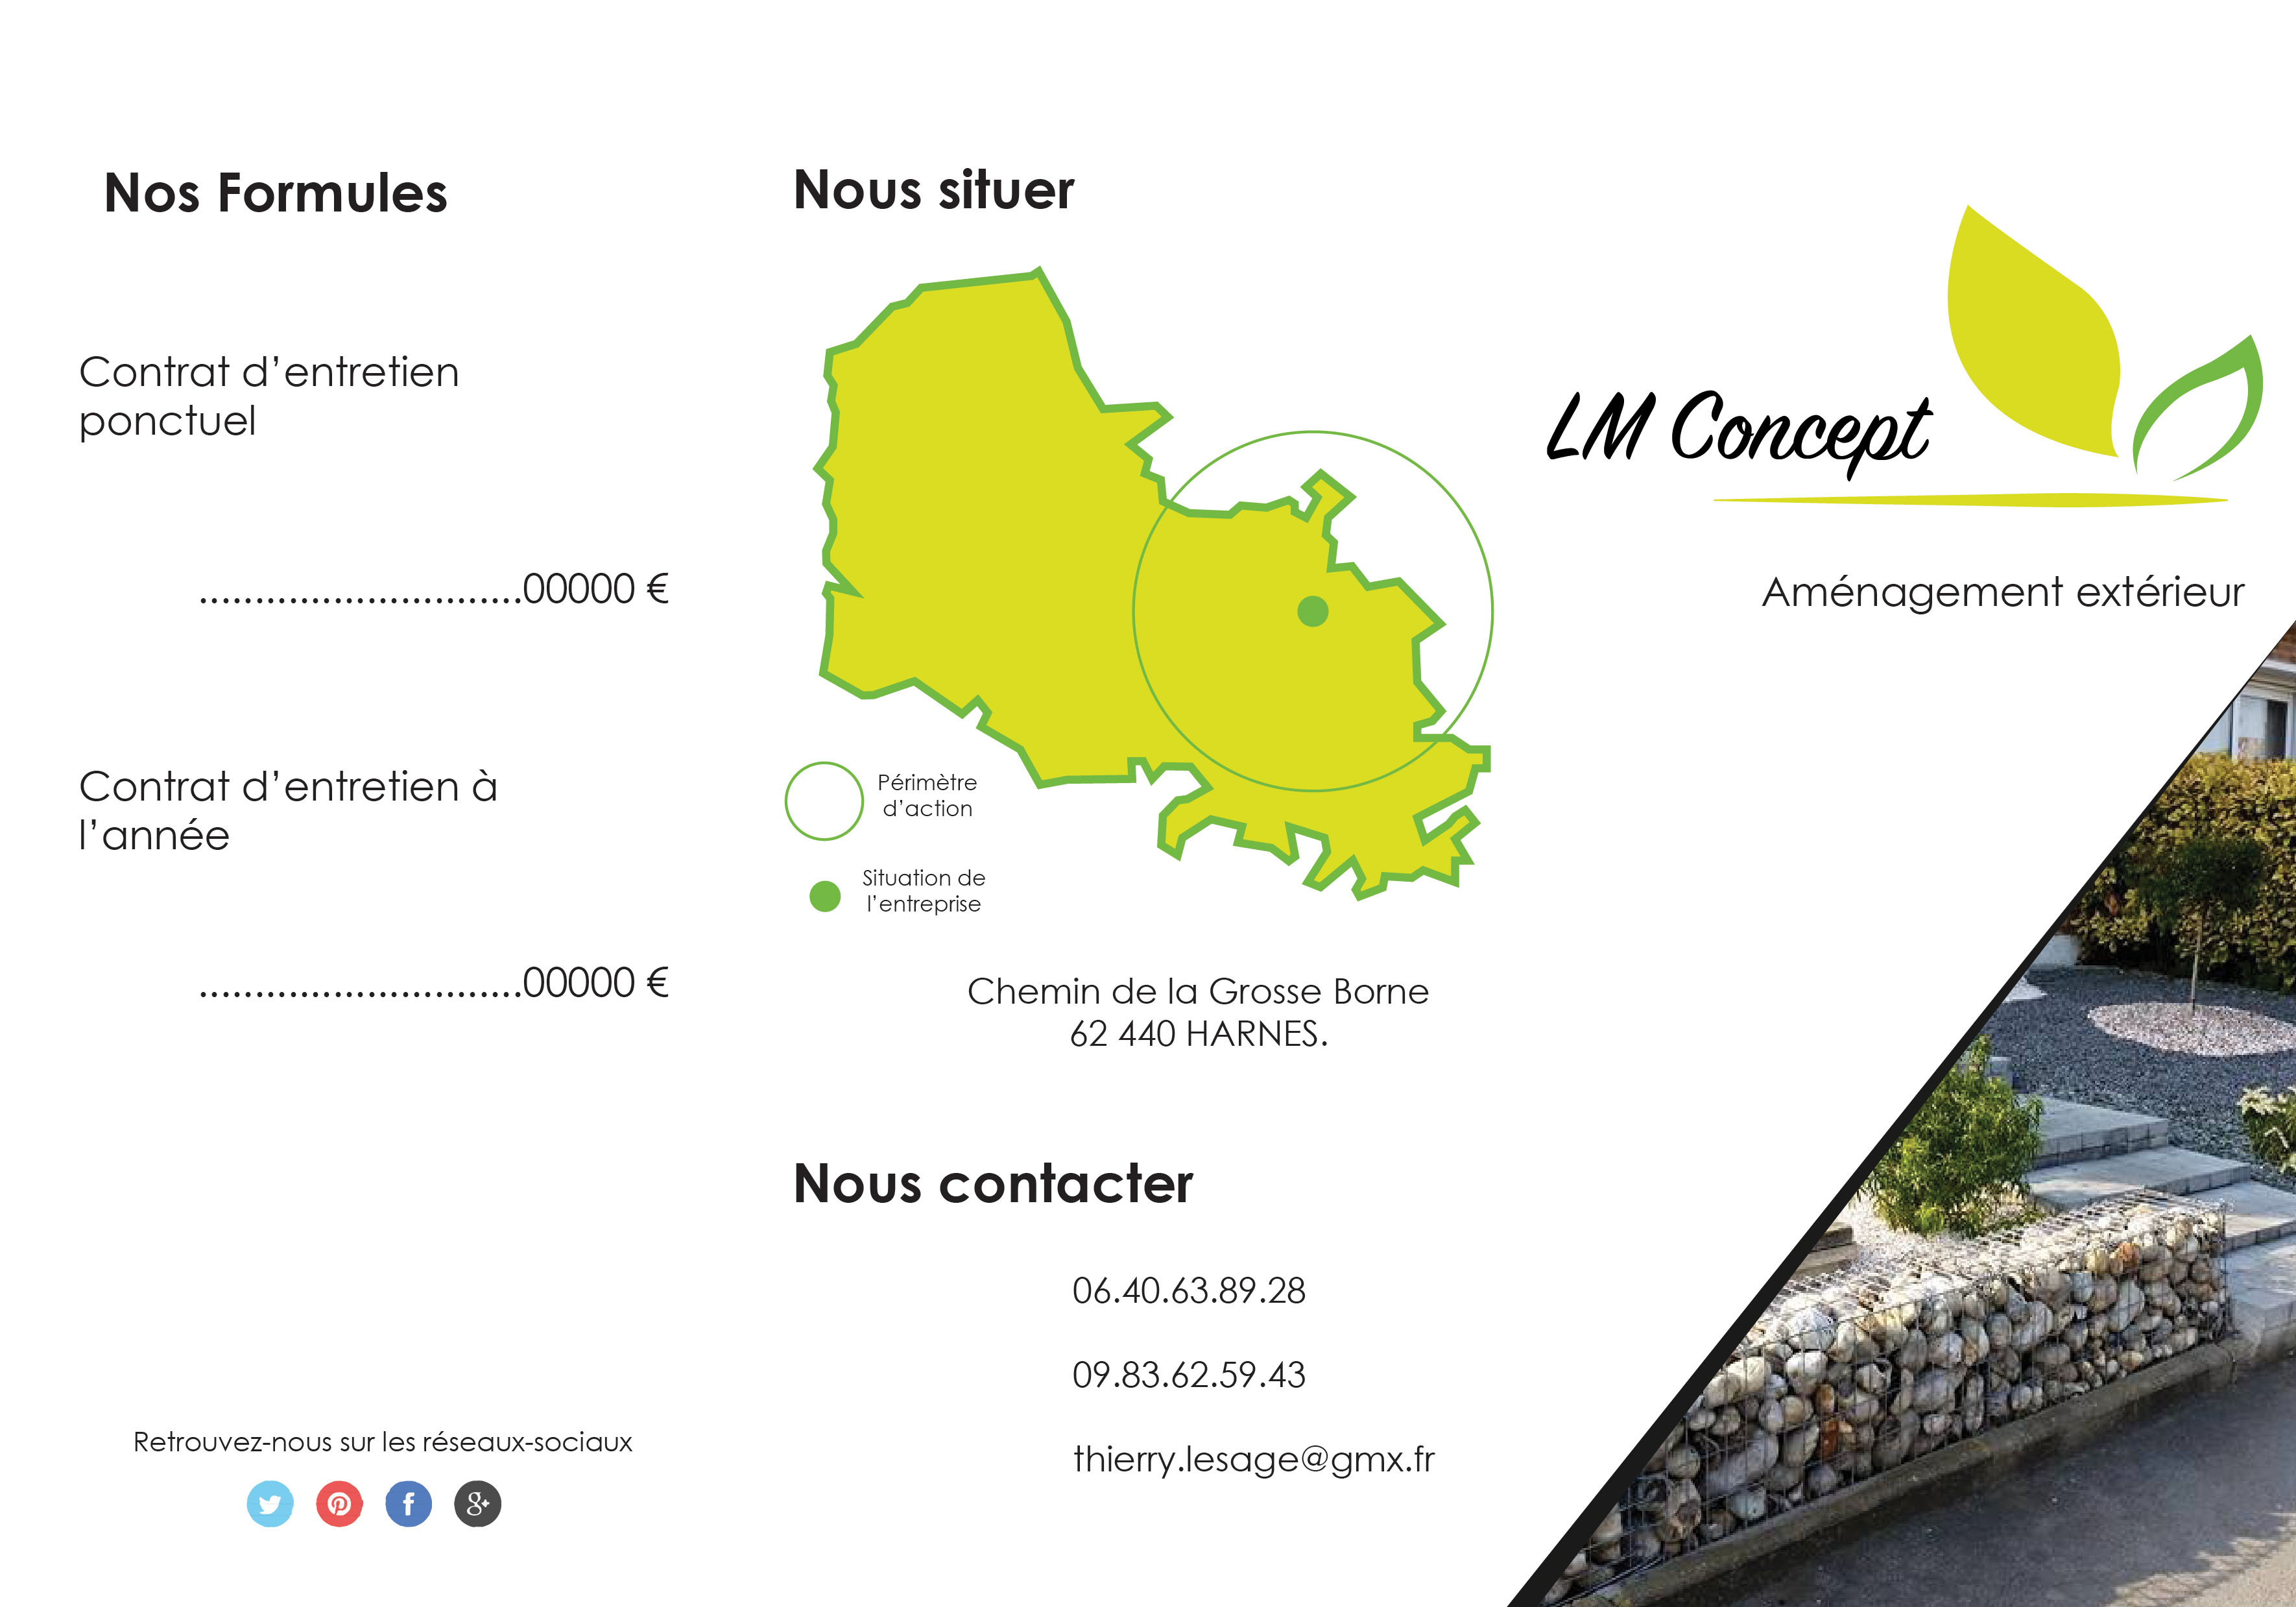 Nos Formules
Contrat d’entretien
ponctuel
.............................00000 €
Contrat d’entretien à
l’année
.............................00000 €
Retrouvez-nous sur les réseaux-sociaux
Nous situer
Périmètre
d’action
Situation de
l’entreprise
Chemin de la Grosse Borne
62 440 HARNES.
Nous contacter
06.40.63.89.28
09.83.62.59.43
thierry.lesage@gmx.fr
LM Concept
Aménagement extérieur